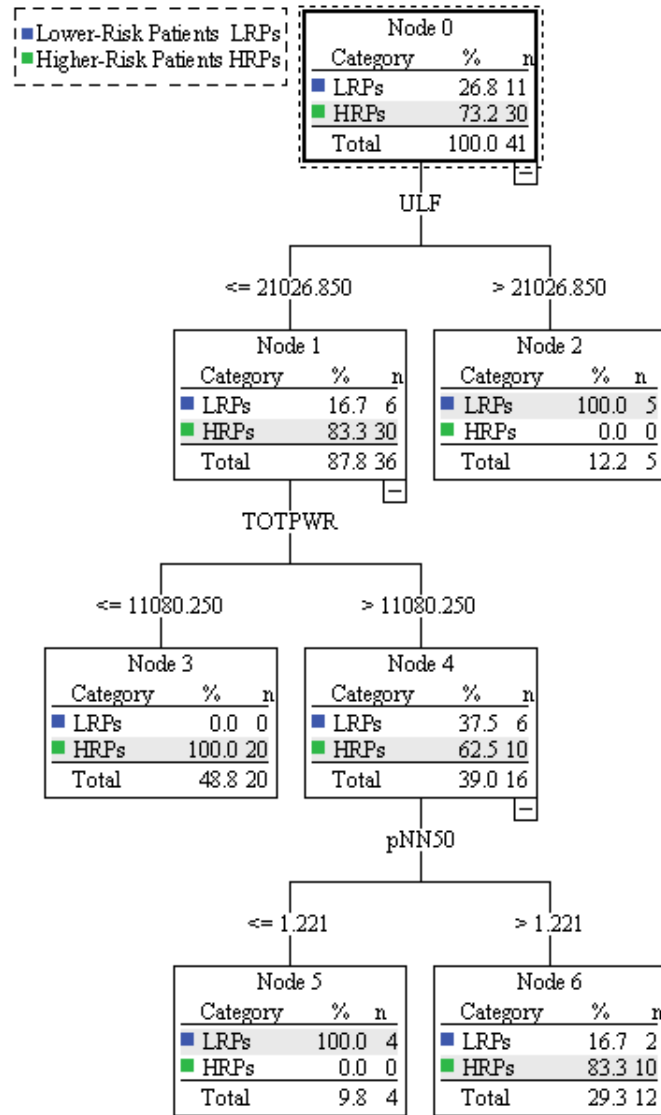 Lower-Risk Patients LRPs
Higher-Risk Patients HRPs
Node 0
Category % n
LRPs 26.8 11
HRPs 73.2 30
Total 100.0 41
ULF
<= 21026.850
> 21026.850
Node 1
Category % n
LRPs 16.7 6
HRPs 83.3 30
Total 87.8 36
Node 2
Category % n
LRPs 100.0 5
HRPs 0.0 0
Total 12.2 5
TOTPWR
<= 11080.250
> 11080.250
Node 3
Category % n
LRPs 0.0 0
HRPs 100.0 20
Total 48.8 20
Node 4
Category % n
LRPs 37.5 6
HRPs 62.5 10
Total 39.0 16
pNN50
<= 1.221
> 1.221
Node 5
Category % n
LRPs 100.0 4
HRPs 0.0 0
Total 9.8 4
Node 6
Category % n
LRPs 16.7 2
HRPs 83.3 10
Total 29.3 12